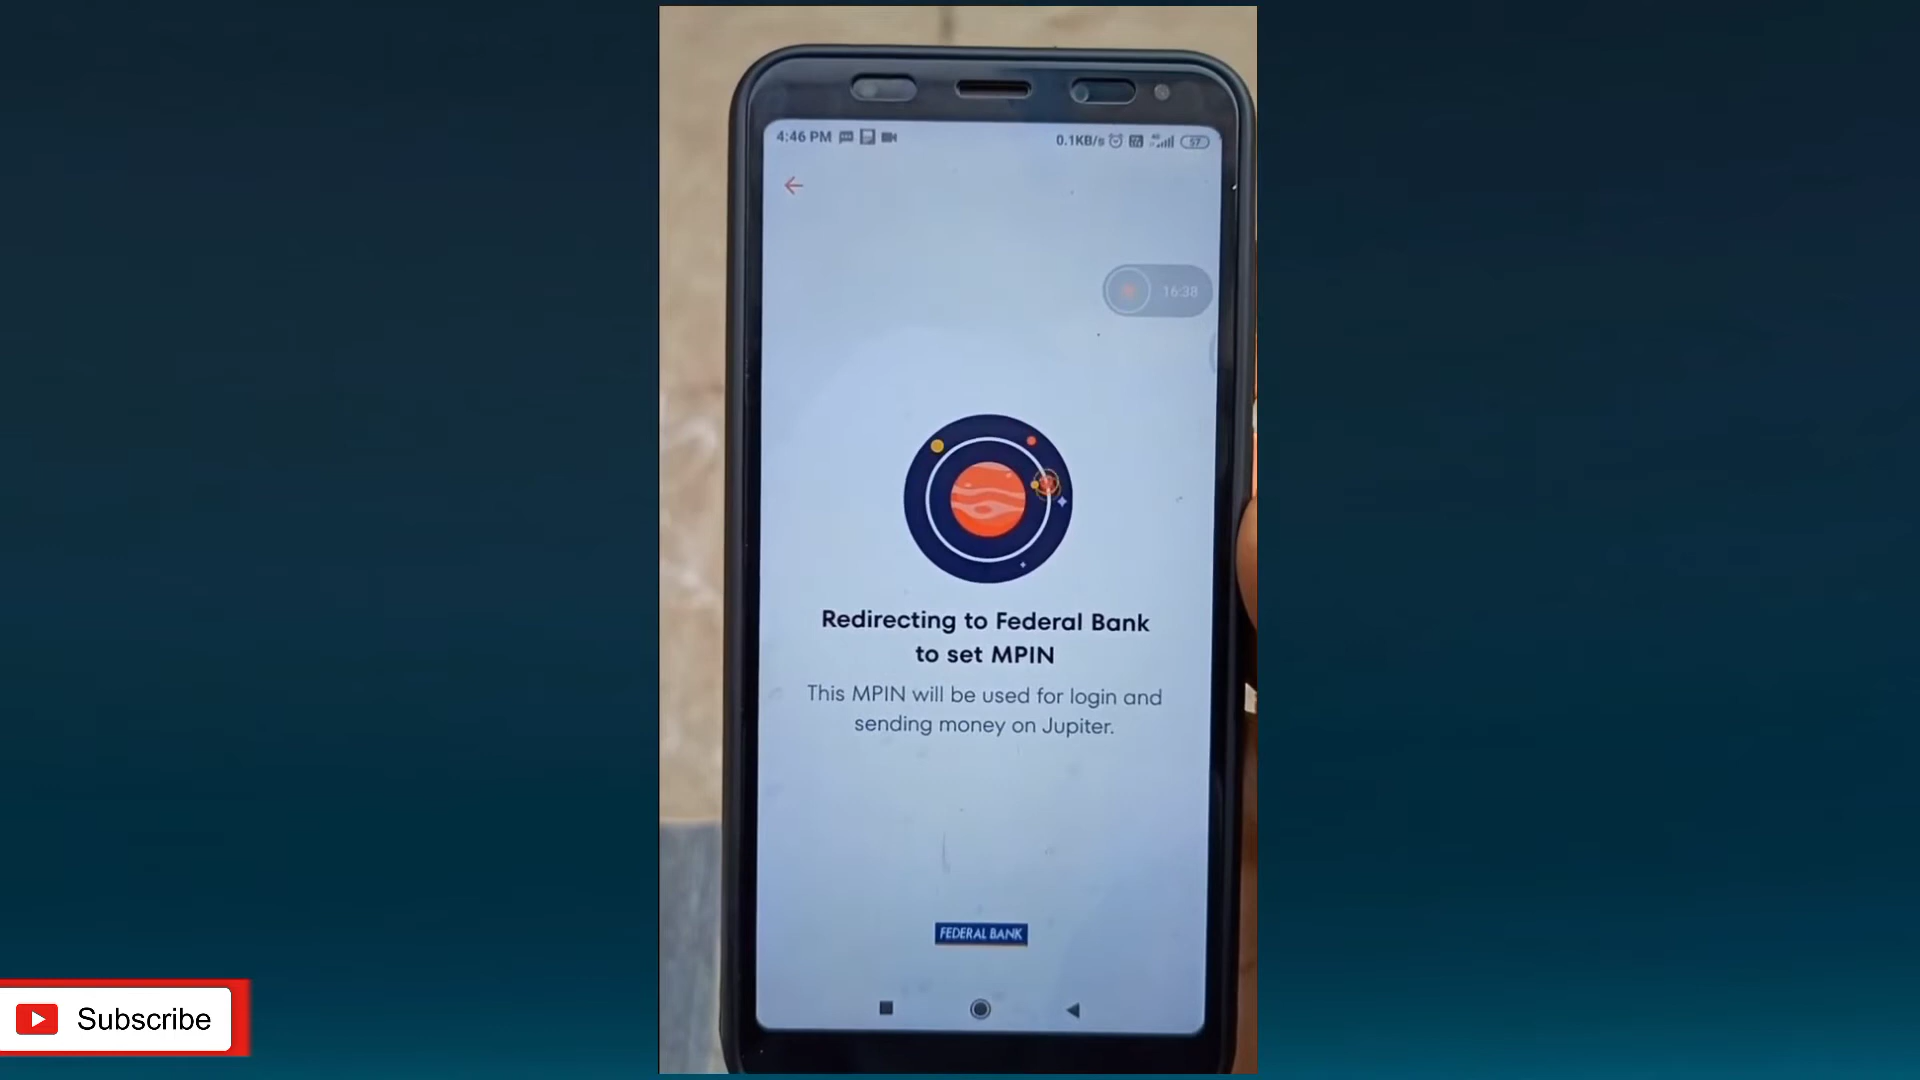 4:46 PM
0.1KB/s
57
16:38
Redirecting to Federal Bank
to set MPIN
This MPIN will be used for login and
sending money on Jupiter.
FEDERAL BANK
Subscribe